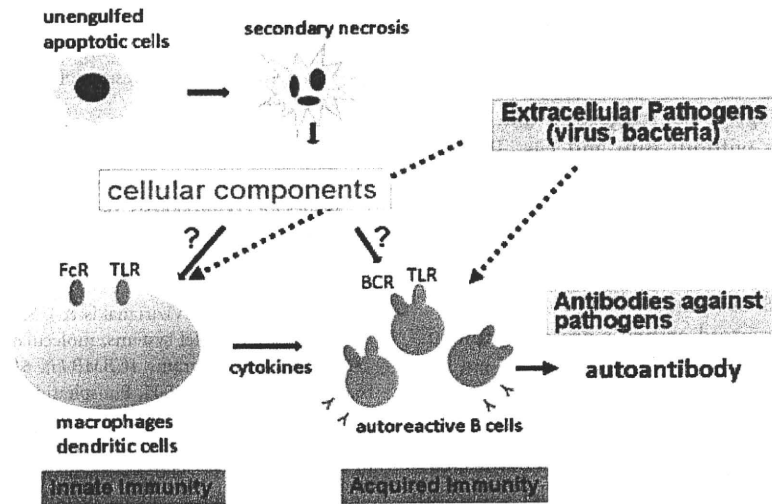 unengulfed
apoptotic cells
secondary necrosis
Extracellular Pathogens
(virus, bacteria)
cellular components
?
?
FcR TLR
BCR TLR
Antibodies against
pathogens
cytokines
autoantibody
macrophages
dendritic cells
autoreactive B cells
Innate Immunity
Acquired Immunity